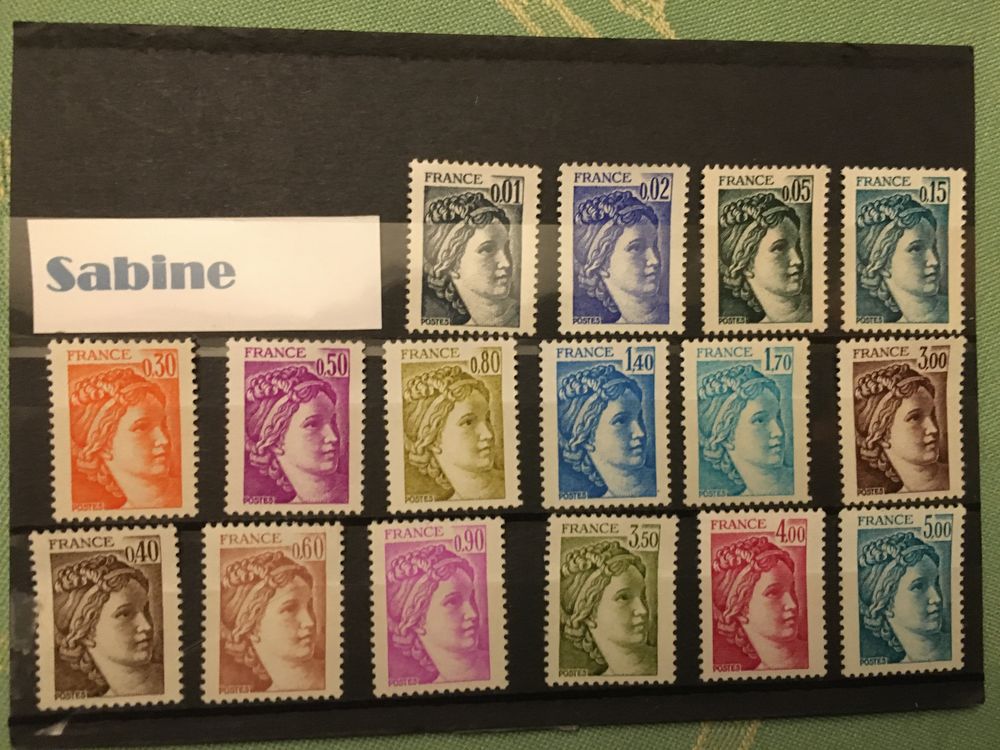 Sabine
FRANCE 0.01
POSTES
FRANCE 0.02
POSTES
FRANCE 0.05
POSTES
FRANCE 0.15
POSTES
FRANCE 0.30
POSTES
FRANCE 0.50
POSTES
FRANCE 0.80
POSTES
FRANCE 1.40
POSTES
FRANCE 1.70
POSTES
FRANCE 3.00
POSTES
FRANCE 0.40
POSTES
FRANCE 0.60
POSTES
FRANCE 0.90
POSTES
FRANCE 3.50
POSTES
FRANCE 4.00
POSTES
FRANCE 5.00
POSTES